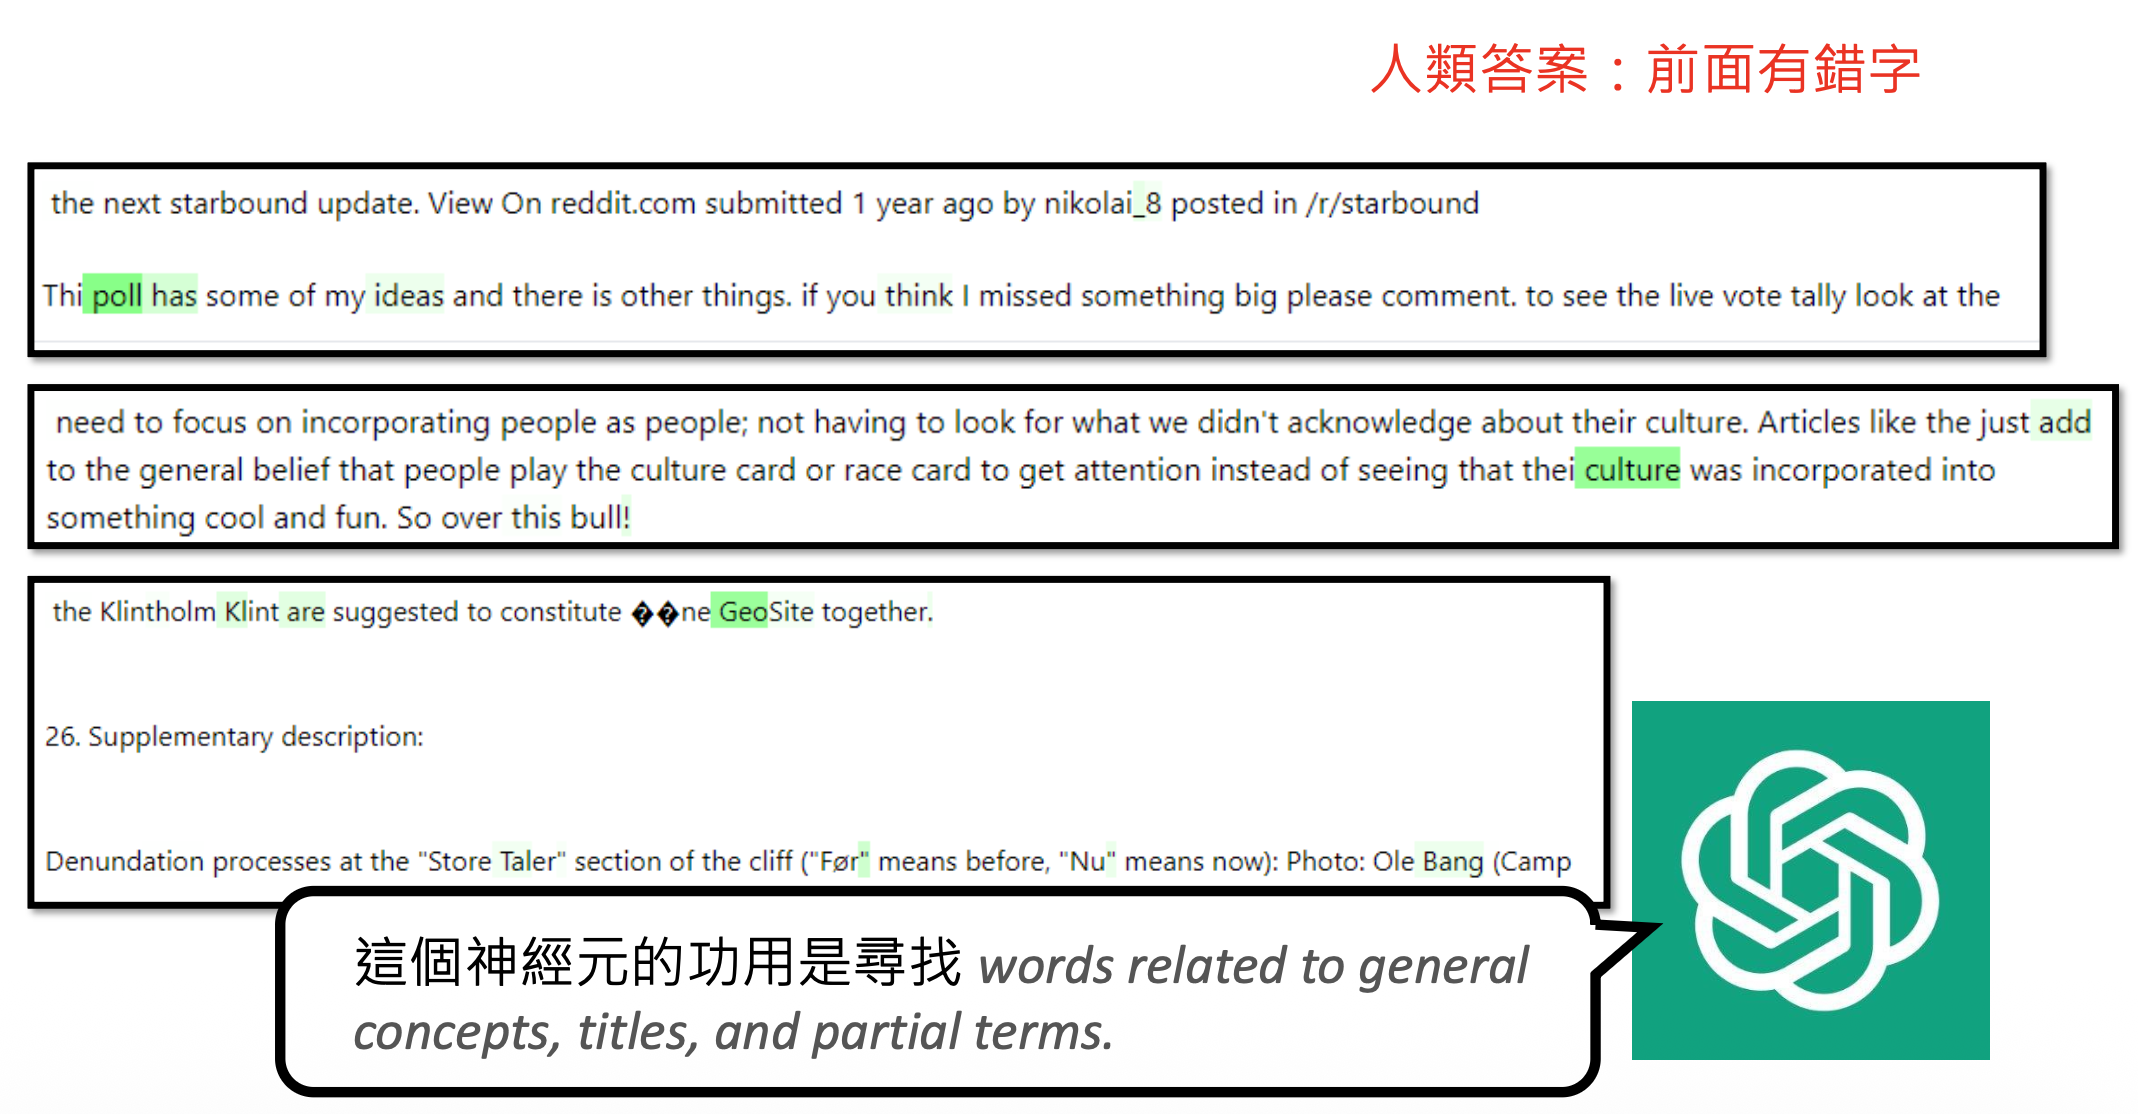 人類答案：前面有錯字
the next starbound update. View On reddit.com submitted 1 year ago by nikolai_8 posted in /r/starbound
Thi poll has some of my ideas and there is other things. if you think I missed something big please comment. to see the live vote tally look at the
need to focus on incorporating people as people; not having to look for what we didn't acknowledge about their culture. Articles like the just add
to the general belief that people play the culture card or race card to get attention instead of seeing that thei culture was incorporated into
something cool and fun. So over this bull!
the Klintholm Klint are suggested to constitute ��ne GeoSite together.
26. Supplementary description:
Denundation processes at the "Store Taler" section of the cliff ("Før" means before, "Nu" means now): Photo: Ole Bang (Camp
這個神經元的功用是尋找 words related to general
concepts, titles, and partial terms.